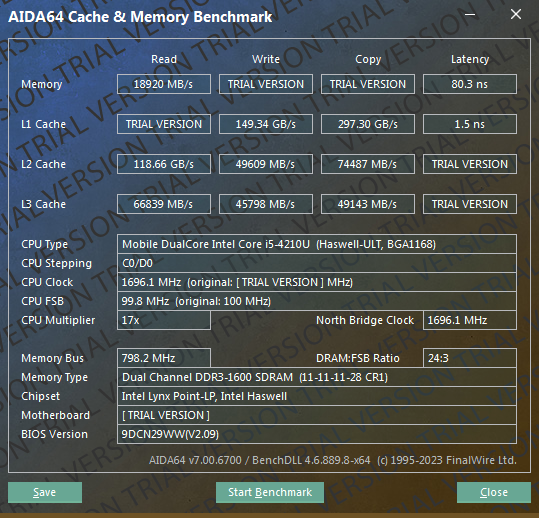 AIDA64 Cache & Memory Benchmark
Read Write Copy Latency
Memory 18920 MB/s TRIAL VERSION TRIAL VERSION 80.3 ns
L1 Cache TRIAL VERSION 149.34 GB/s 297.30 GB/s 1.5 ns
L2 Cache 118.66 GB/s 49609 MB/s 74487 MB/s TRIAL VERSION
L3 Cache 66839 MB/s 45798 MB/s 49143 MB/s TRIAL VERSION
CPU Type Mobile DualCore Intel Core i5-4210U (Haswell-ULT, BGA1168)
CPU Stepping C0/D0
CPU Clock 1696.1 MHz (original: [ TRIAL VERSION ] MHz)
CPU FSB 99.8 MHz (original: 100 MHz)
CPU Multiplier 17x North Bridge Clock 1696.1 MHz
Memory Bus 798.2 MHz DRAM:FSB Ratio 24:3
Memory Type Dual Channel DDR3-1600 SDRAM (11-11-11-28 CR1)
Chipset Intel Lynx Point-LP, Intel Haswell
Motherboard [ TRIAL VERSION ]
BIOS Version 9DCN29WW(V2.09)
AIDA64 v7.00.6700 / BenchDLL 4.6.889.8-x64 (c) 1995-2023 FinalWire Ltd.
Save Start Benchmark Close